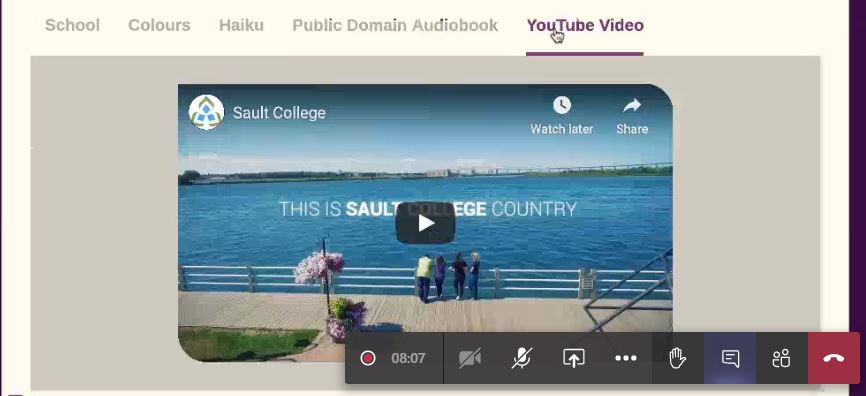 School Colours Haiku Public Domain Audiobook YouTube Video
Sault College
Watch later Share
THIS IS SAULT COLLEGE COUNTRY
08:07